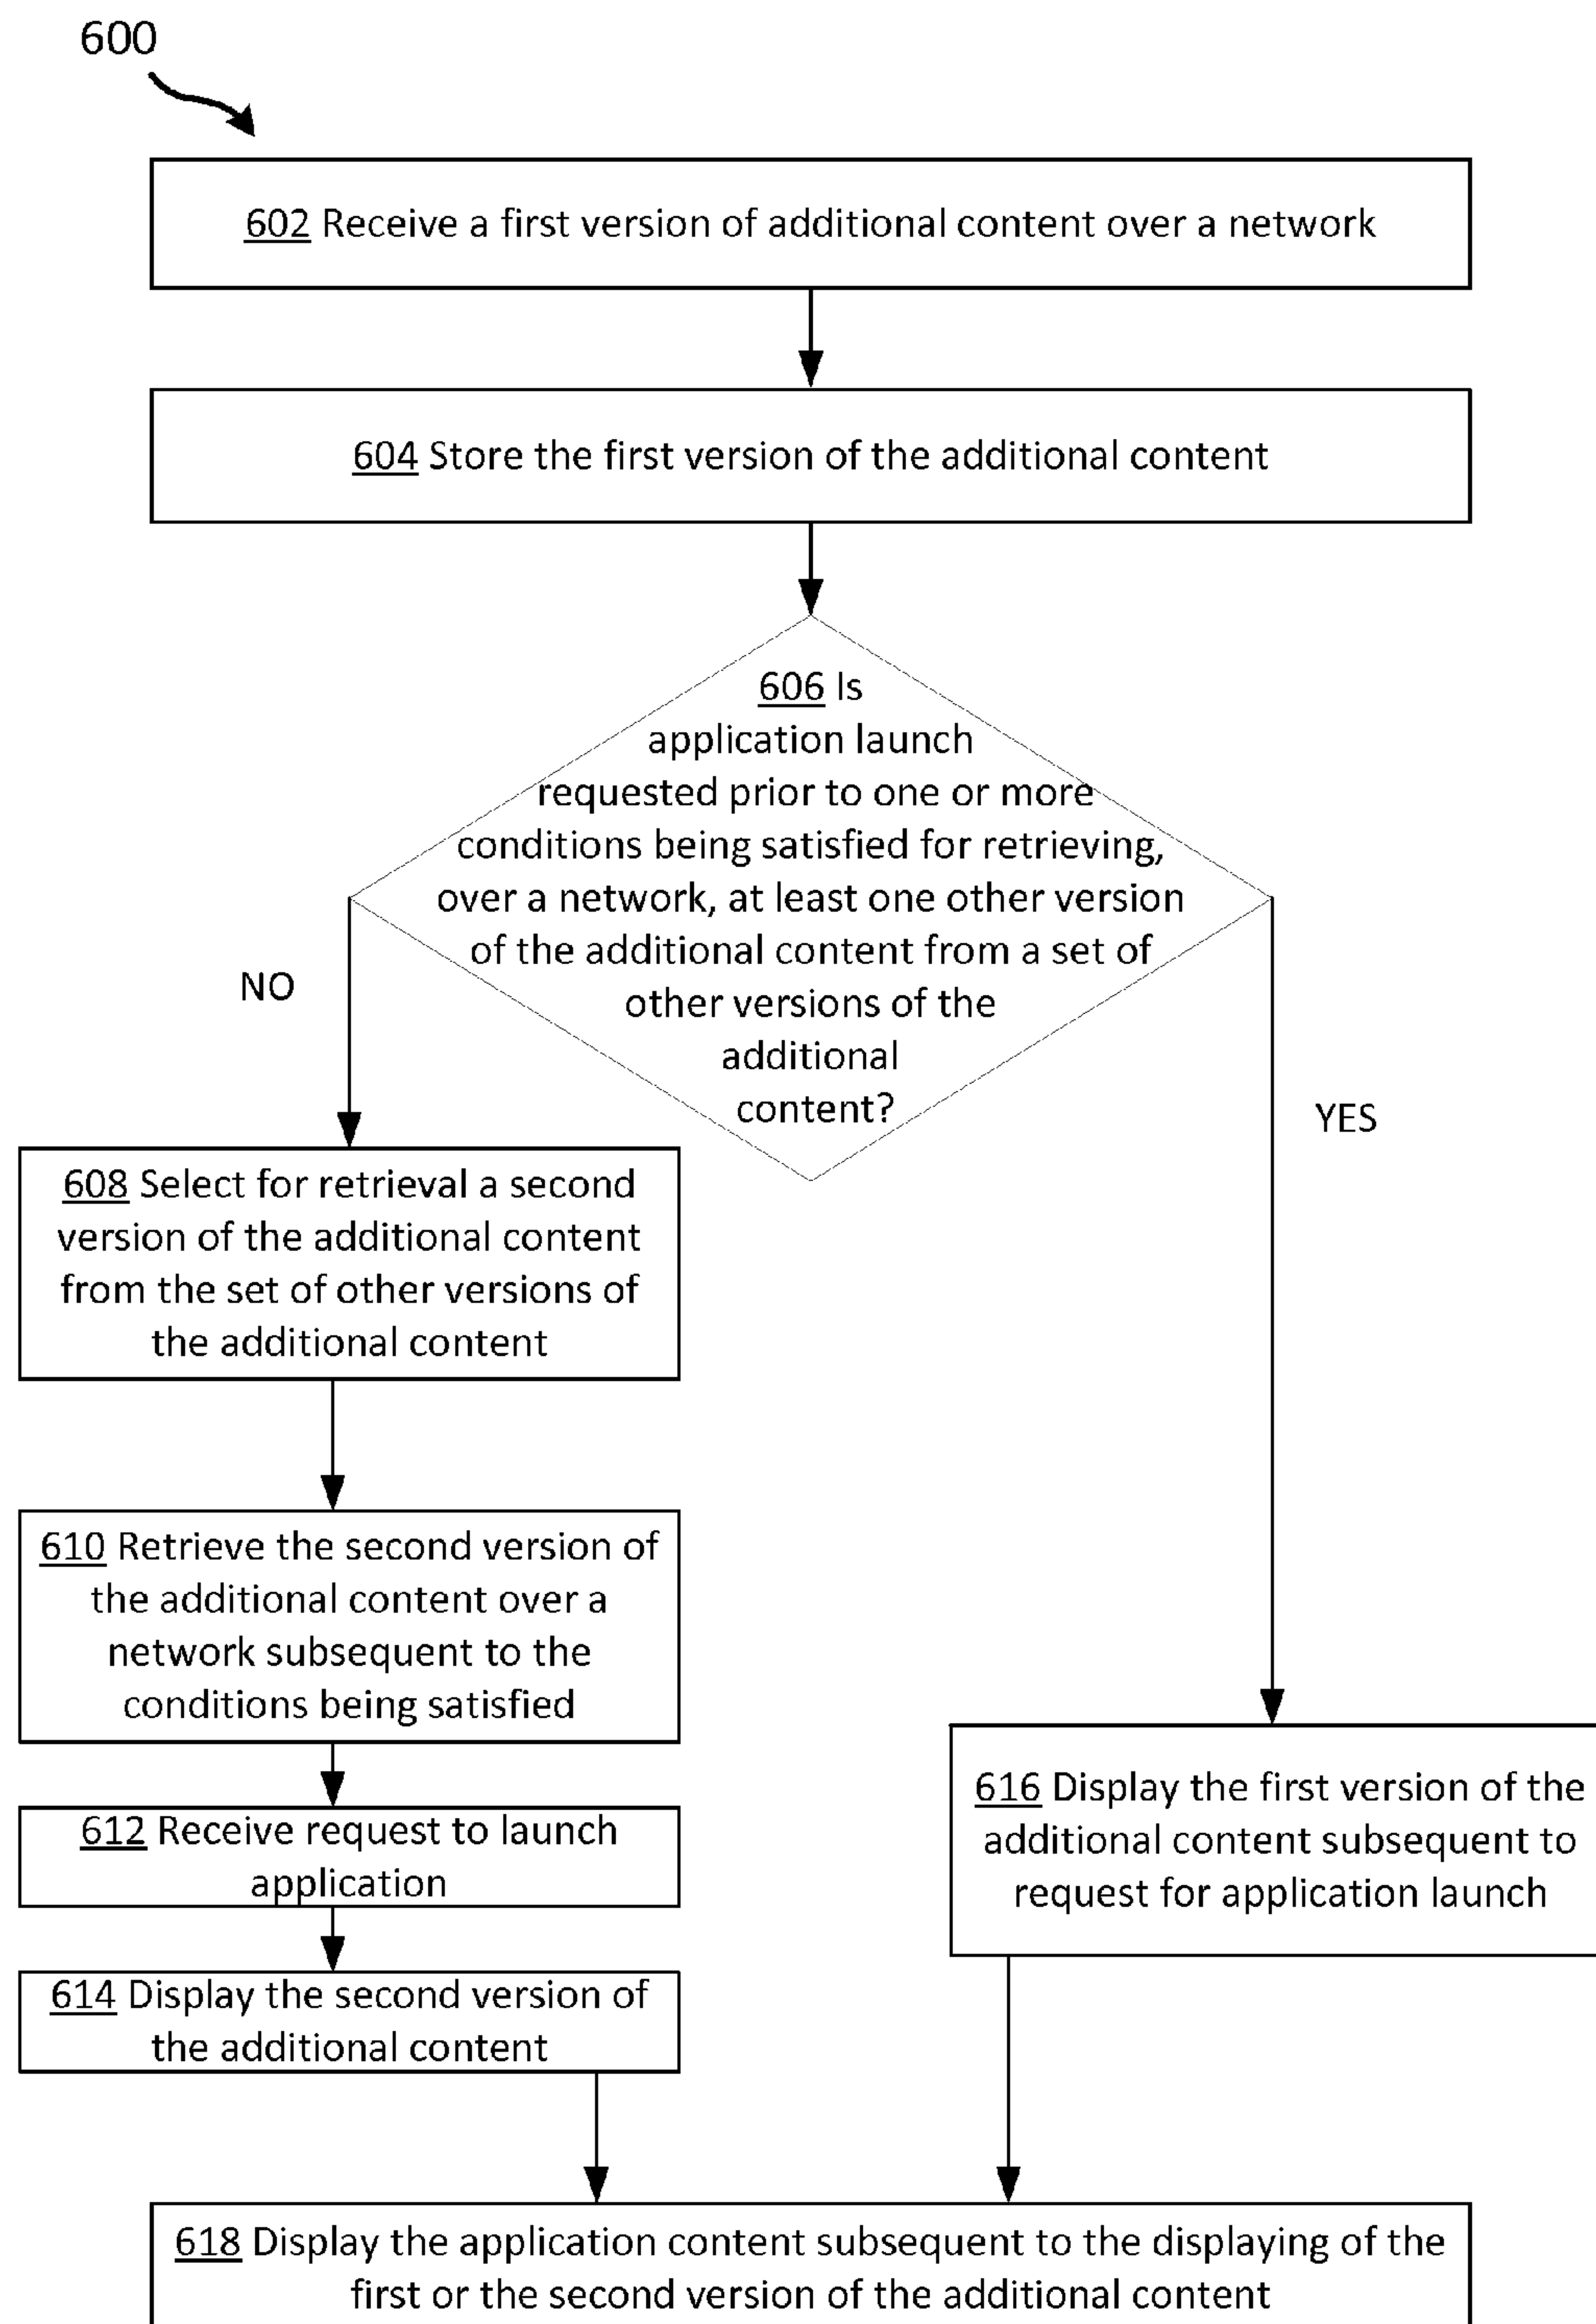 600
602 Receive a first version of additional content over a network
604 Store the first version of the additional content
606 Is
application launch
requested prior to one or more
conditions being satisfied for retrieving,
over a network, at least one other version
of the additional content from a set of
other versions of the
additional
content?
NO
YES
608 Select for retrieval a second
version of the additional content
from the set of other versions of
the additional content
610 Retrieve the second version of
the additional content over a
network subsequent to the
conditions being satisfied
612 Receive request to launch
application
614 Display the second version of
the additional content
616 Display the first version of the
additional content subsequent to
request for application launch
618 Display the application content subsequent to the displaying of the
first or the second version of the additional content